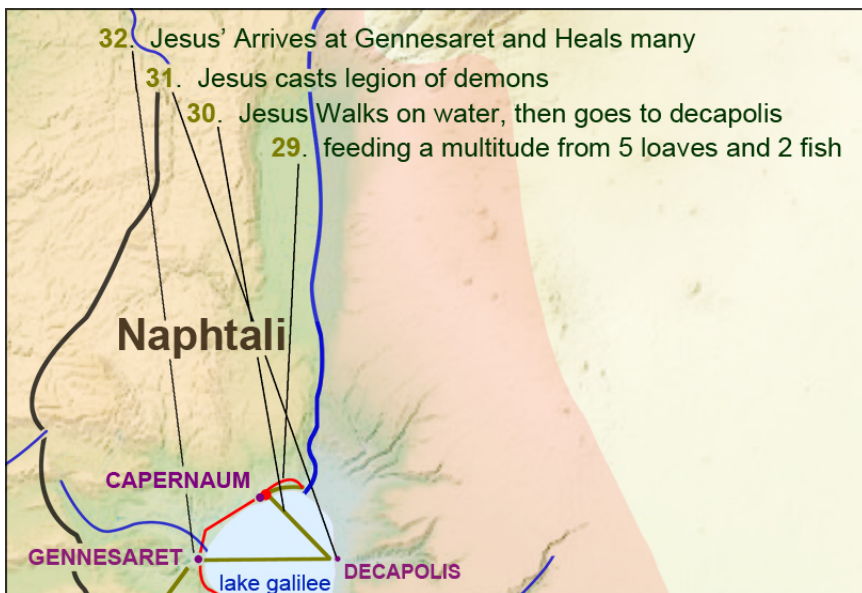 32. Jesus’ Arrives at Gennesaret and Heals many
31. Jesus casts legion of demons
30. Jesus Walks on water, then goes to decapolis
29. feeding a multitude from 5 loaves and 2 fish
Naphtali
CAPERNAUM
GENNESARET
DECAPOLIS
lake galilee